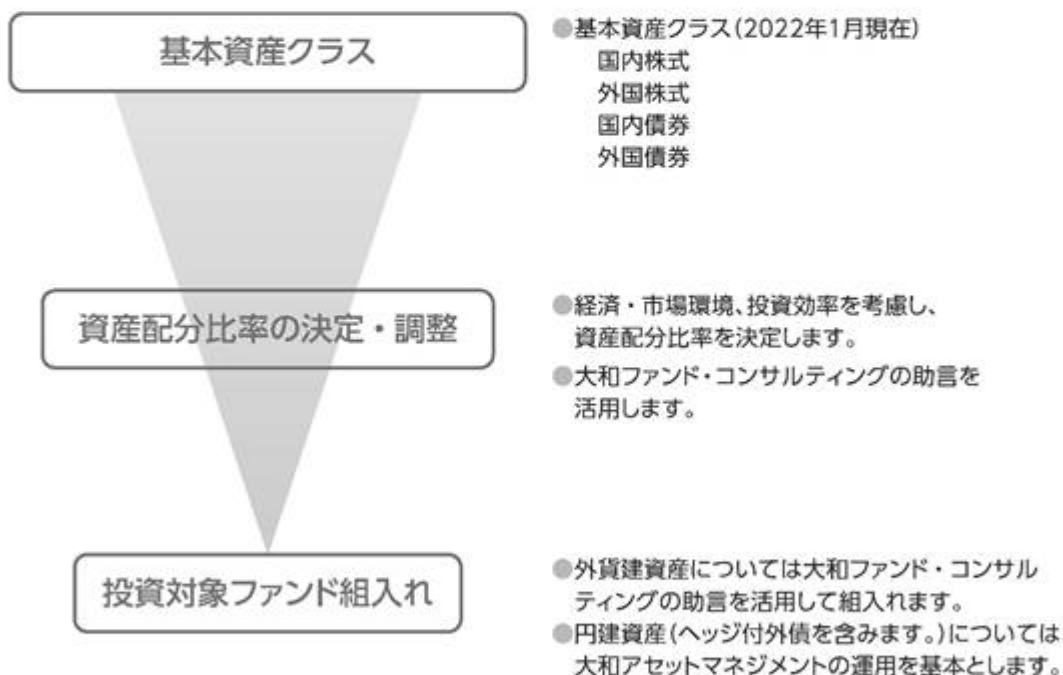 基本資産クラス
●基本資産クラス(2022年1月現在)
国内株式
外国株式
国内債券
外国債券
資産配分比率の決定・調整
●経済・市場環境、投資効率を考慮し、
資産配分比率を決定します。
●大和ファンド・コンサルティングの助言を
活用します。
投資対象ファンド組入れ
●外貨建資産については大和ファンド・コンサル
ティングの助言を活用して組入れます。
●円建資産(ヘッジ付外債を含みます。)については
大和アセットマネジメントの運用を基本とします。